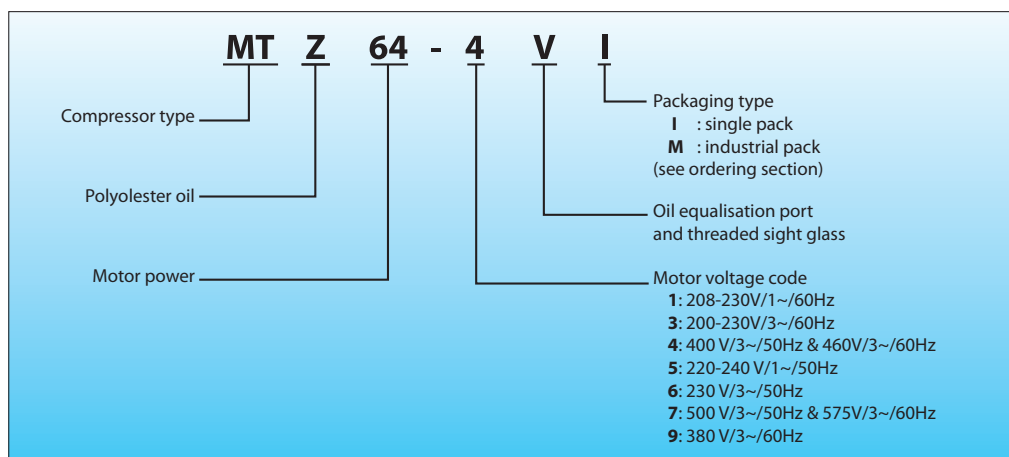 MT Z 64 - 4 V I
Compressor type
Polyolester oil
Motor power
Packaging type
I : single pack
M : industrial pack
(see ordering section)
Oil equalisation port
and threaded sight glass
Motor voltage code
1: 208-230V/1~/60Hz
3: 200-230V/3~/60Hz
4: 400 V/3~/50Hz & 460V/3~/60Hz
5: 220-240 V/1~/50Hz
6: 230 V/3~/50Hz
7: 500 V/3~/50Hz & 575V/3~/60Hz
9: 380 V/3~/60Hz